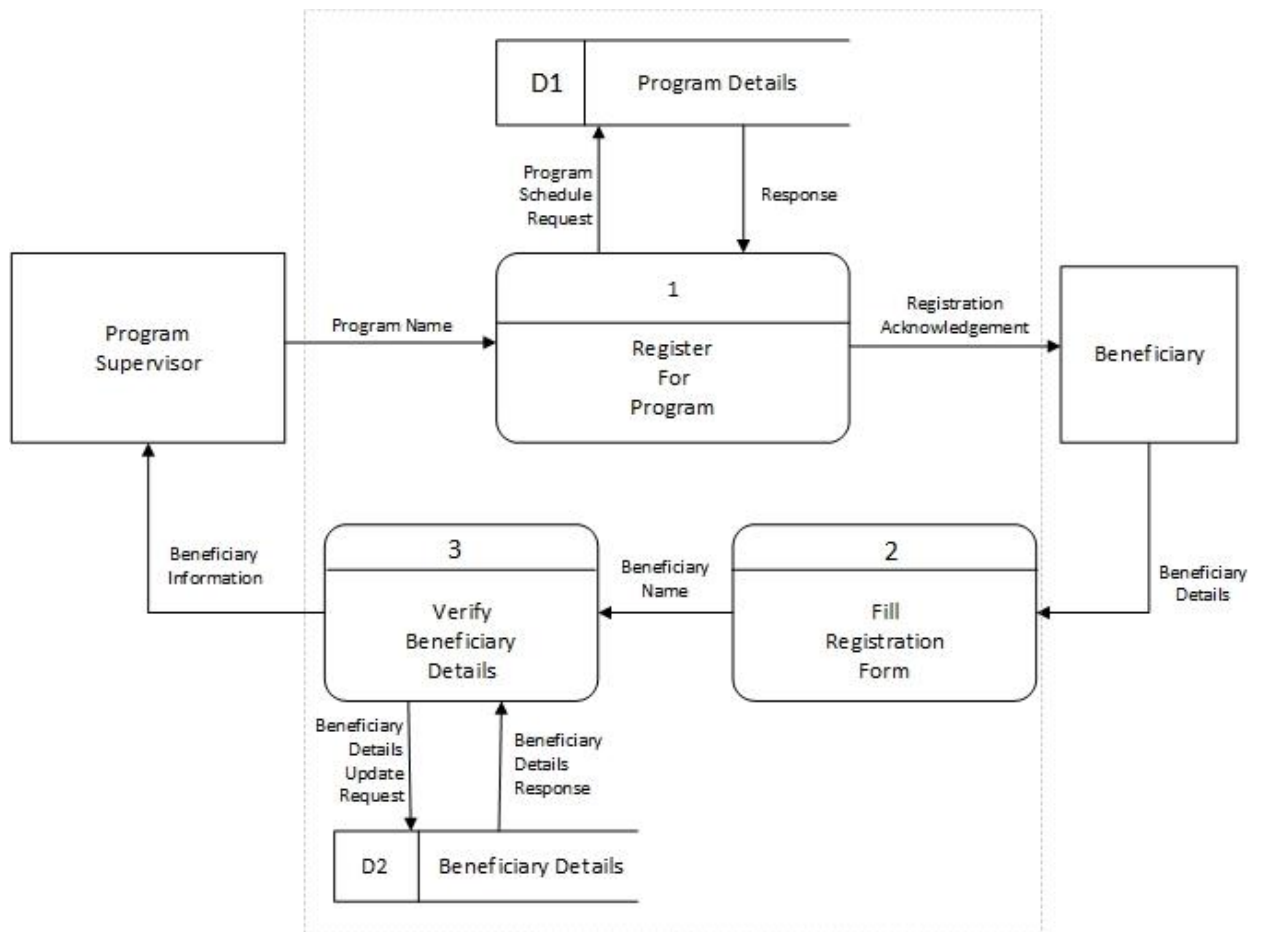 D1
Program Details
Program
Schedule
Request
Response
Program
Supervisor
Program Name
1
Register
For
Program
Registration
Acknowledgement
Beneficiary
Beneficiary
Information
3
Verify
Beneficiary
Details
Beneficiary
Name
2
Fill
Registration
Form
Beneficiary
Details
Beneficiary
Details
Update
Request
Beneficiary
Details
Response
D2
Beneficiary Details